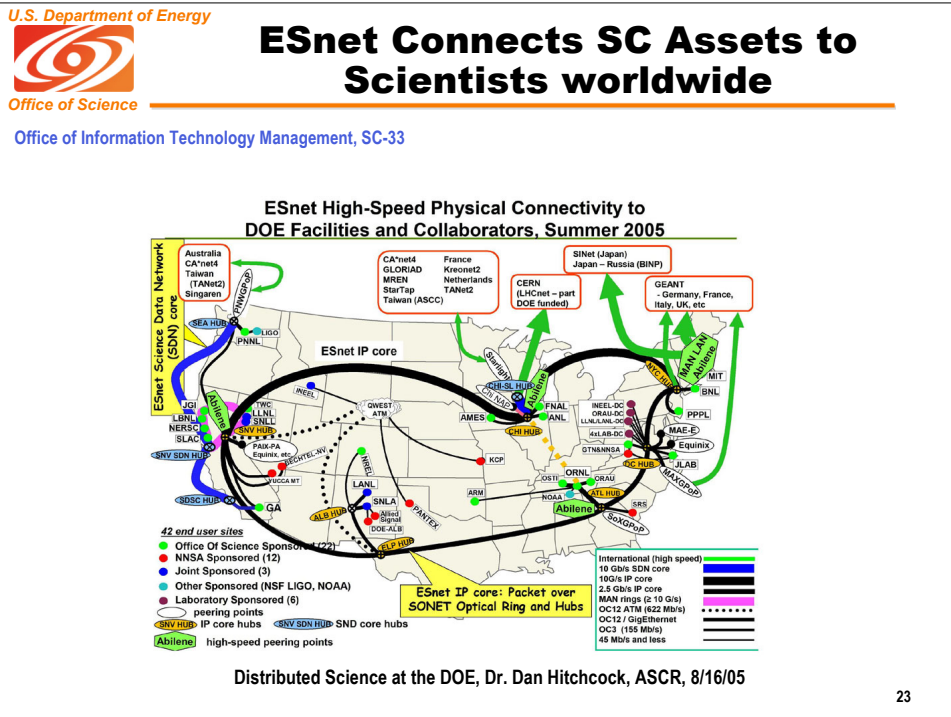 U.S. Department of Energy
Office of Science
ESnet Connects SC Assets to
Scientists worldwide
Office of Information Technology Management, SC-33
ESnet High-Speed Physical Connectivity to
DOE Facilities and Collaborators, Summer 2005
ESnet Science Data Network
(SDN) core
Australia
CA*net4
Taiwan
(TANet2)
Singaren
PNWGPoP
CA*net4
GLORIAD
MREN
StarTap
Taiwan (ASCC)
France
Kreonet2
Netherlands
TANet2
CERN
(LHCnet – part
DOE funded)
SINet (Japan)
Japan – Russia (BINP)
GEANT
- Germany, France,
Italy, UK, etc
SEA HUB
LIGO
PNNL
ESnet IP core
Starlight
CHI-SL HUB
Chi NAP
Abilene
NYC HUB
MAN LAN
Abilene
MIT
BNL
INEEL
QWEST
ATM
JGI
LBNL
NERSC
SLAC
Abilene
TWC
LLNL
SNLL
SNV HUB
PAIX-PA
Equinix, etc.
SNV SDN HUB
BECHTEL-NV
YUCCA MT
AMES
FNAL
ANL
CHI HUB
INEEL-DC
ORAU-DC
LLNL/LANL-DC
4xLAB-DC
GTN&NNSA
PPPL
MAE-E
Equinix
JLAB
DC HUB
MAXGPoP
KCP
NREL
SDSC HUB
GA
LANL
SNLA
Allied
Signal
DOE-ALB
ALB HUB
PANTEX
ARM
ORNL
OSTI
ORAU
NOAA
ATL HUB
Abilene
SRS
SoXGPoP
ELP HUB
42 end user sites
Office Of Science Sponsored (22)
NNSA Sponsored (12)
Joint Sponsored (3)
Other Sponsored (NSF LIGO, NOAA)
Laboratory Sponsored (6)
peering points
SNV HUB IP core hubs SNV SDN HUB SND core hubs
Abilene high-speed peering points
ESnet IP core: Packet over
SONET Optical Ring and Hubs
International (high speed)
10 Gb/s SDN core
10G/s IP core
2.5 Gb/s IP core
MAN rings (≥ 10 G/s)
OC12 ATM (622 Mb/s)
OC12 / GigEthernet
OC3 (155 Mb/s)
45 Mb/s and less
Distributed Science at the DOE, Dr. Dan Hitchcock, ASCR, 8/16/05
23